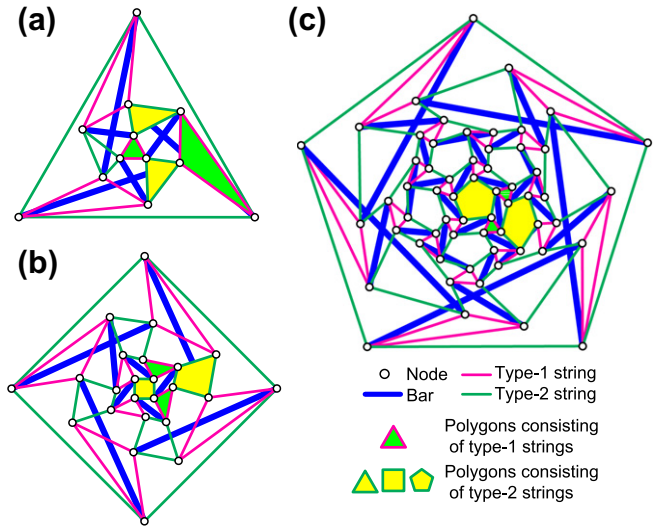 (a)
(c)
(b)
Node
Type-1 string
Bar
Type-2 string
Polygons consisting
of type-1 strings
Polygons consisting
of type-2 strings